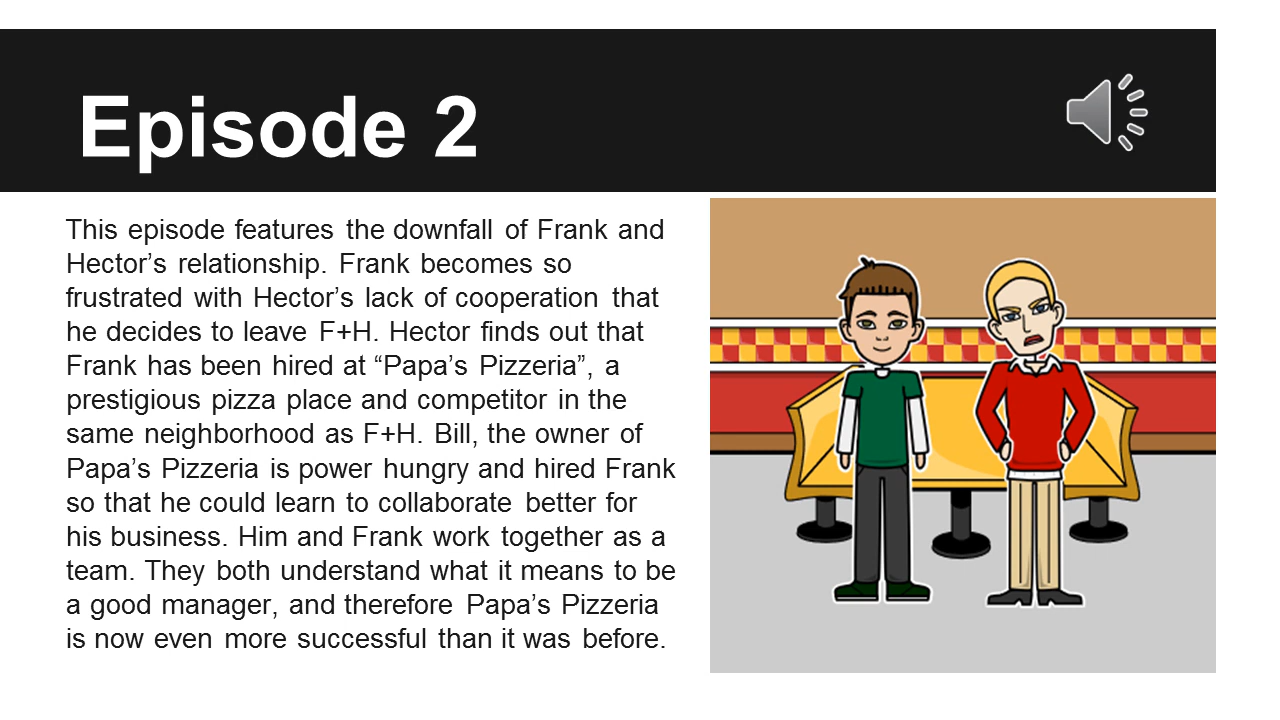 Episode 2
This episode features the downfall of Frank and
Hector’s relationship. Frank becomes so
frustrated with Hector’s lack of cooperation that
he decides to leave F+H. Hector finds out that
Frank has been hired at “Papa’s Pizzeria”, a
prestigious pizza place and competitor in the
same neighborhood as F+H. Bill, the owner of
Papa’s Pizzeria is power hungry and hired Frank
so that he could learn to collaborate better for
his business. Him and Frank work together as a
team. They both understand what it means to be
a good manager, and therefore Papa’s Pizzeria
is now even more successful than it was before.